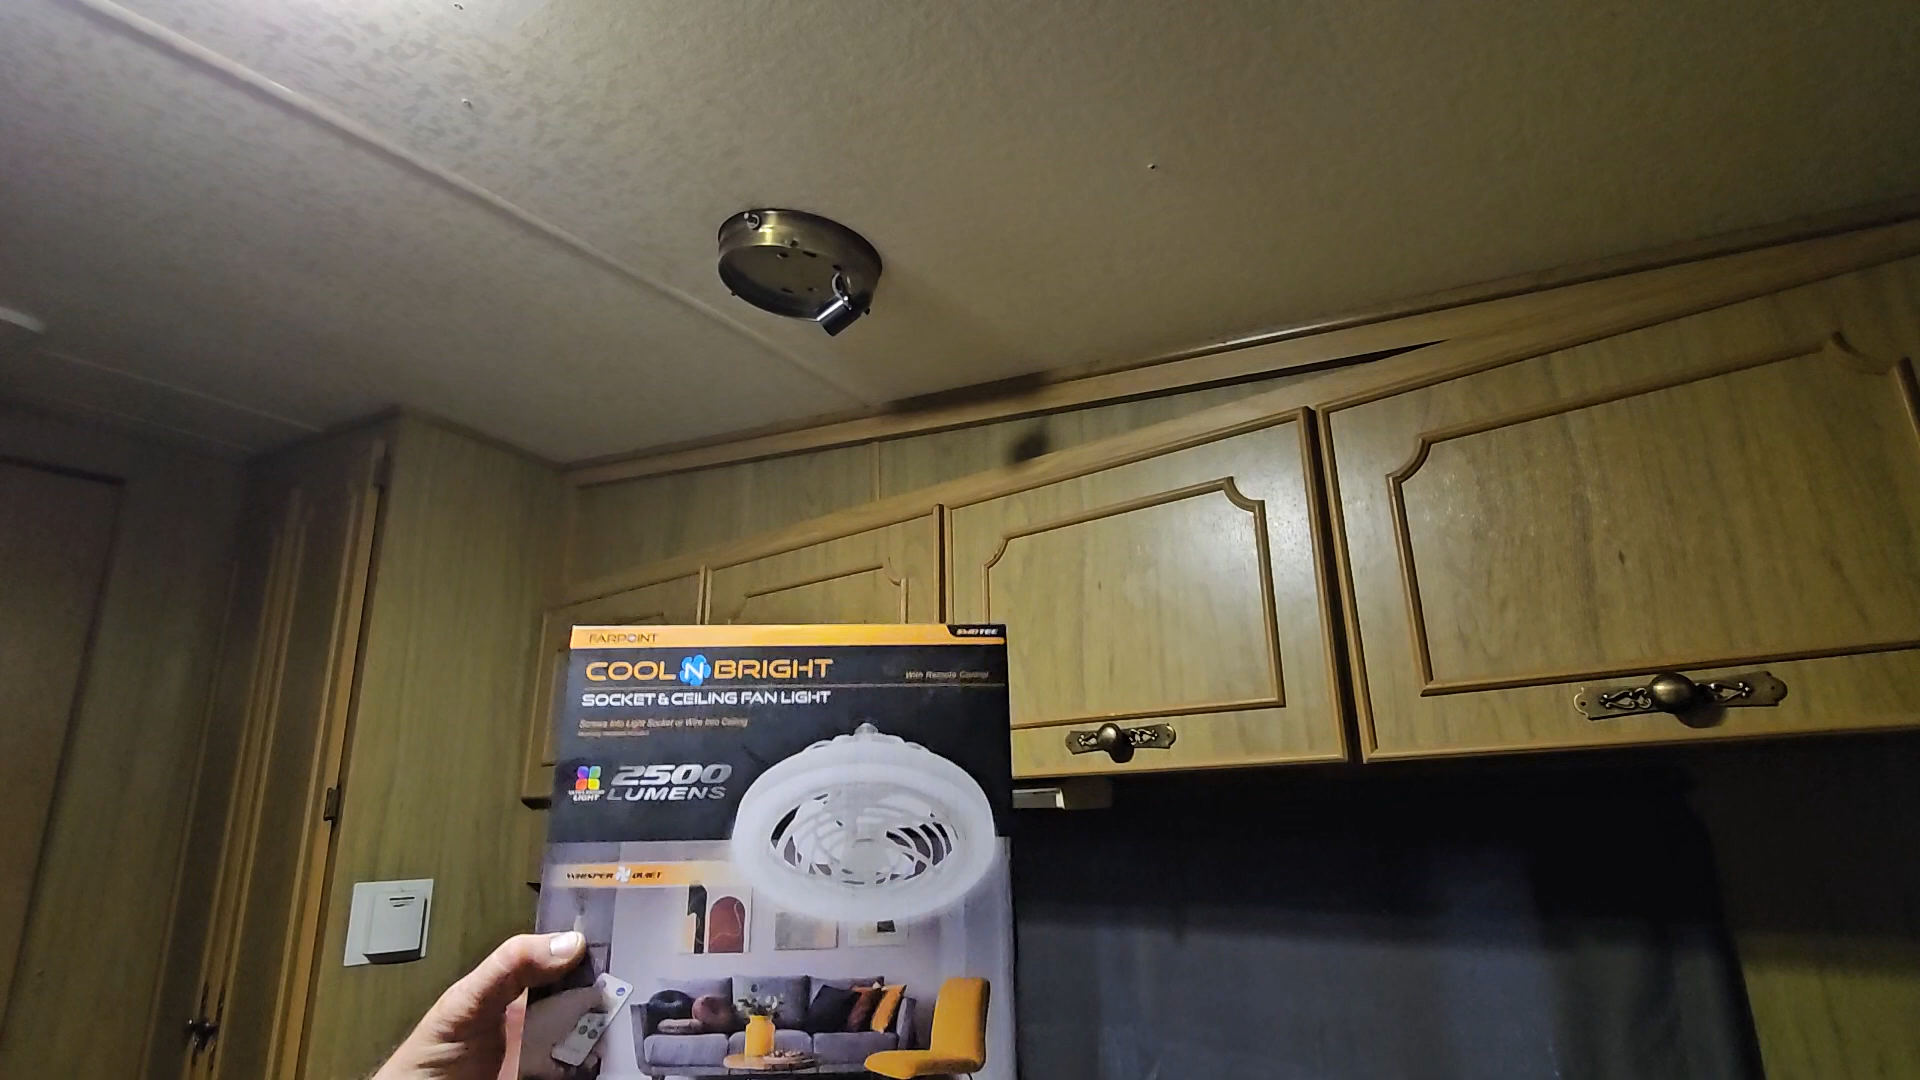 FARPOINT
COOL N BRIGHT
With Remote Control
SOCKET & CEILING FAN LIGHT
Screws Into Light Socket or Wire Into Ceiling
2500
LUMENS
LIGHT
WHISPER QUIET